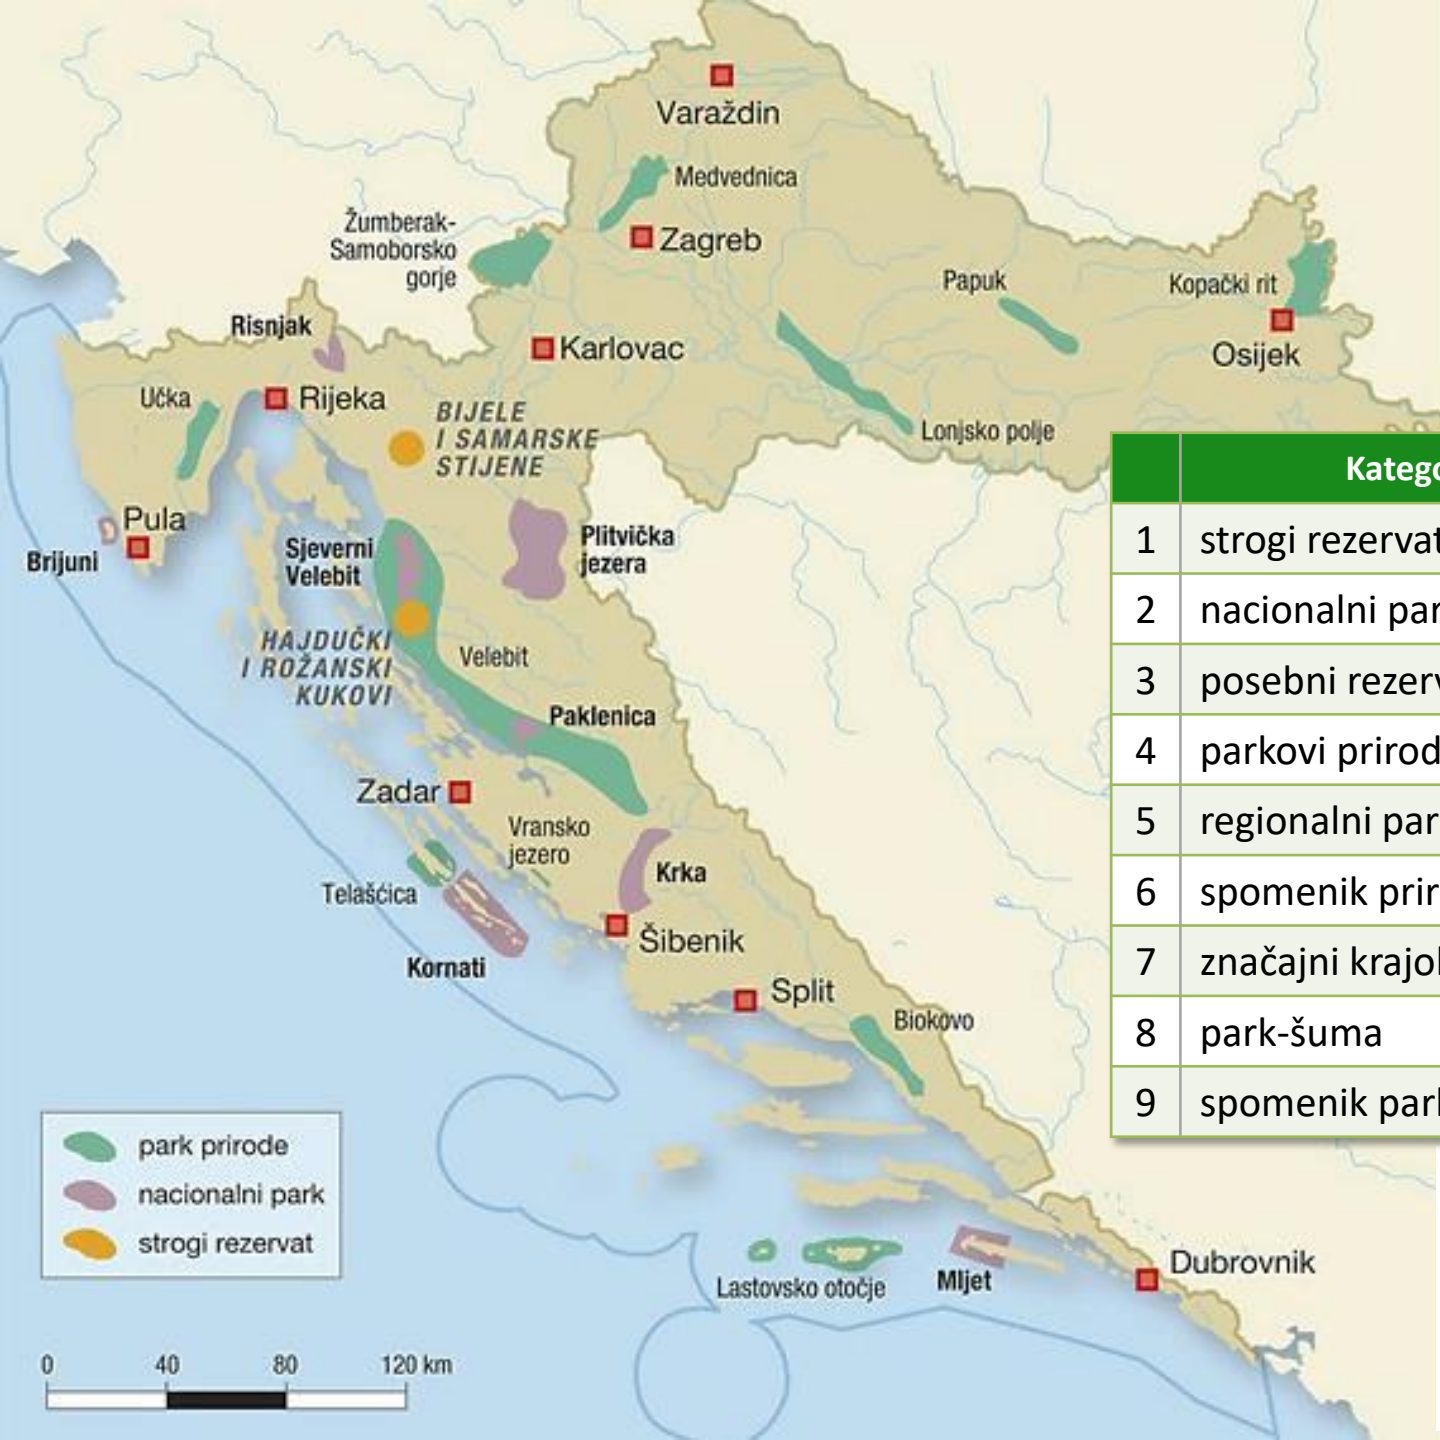 Varaždin
Medvednica
Žumberak-
Samoborsko
gorje
Zagreb
Papuk
Kopački rit
Risnjak
Karlovac
Osijek
Učka
Rijeka
BIJELE
I SAMARSKE
STIJENE
Lonjsko polje
Pula
Brijuni
Sjeverni
Velebit
Plitvička
jezera
HAJDUČKI
I ROŽANSKI
KUKOVI
Velebit
Paklenica
Zadar
Vransko
jezero
Telašćica
Krka
Kornati
Šibenik
Split
Biokovo
Lastovsko otočje
Mljet
Dubrovnik
park prirode
nacionalni park
strogi rezervat
0 40 80 120 km
Katego
1 strogi rezervat
2 nacionalni par
3 posebni rezerv
4 parkovi prirod
5 regionalni par
6 spomenik prir
7 značajni krajol
8 park-šuma
9 spomenik park